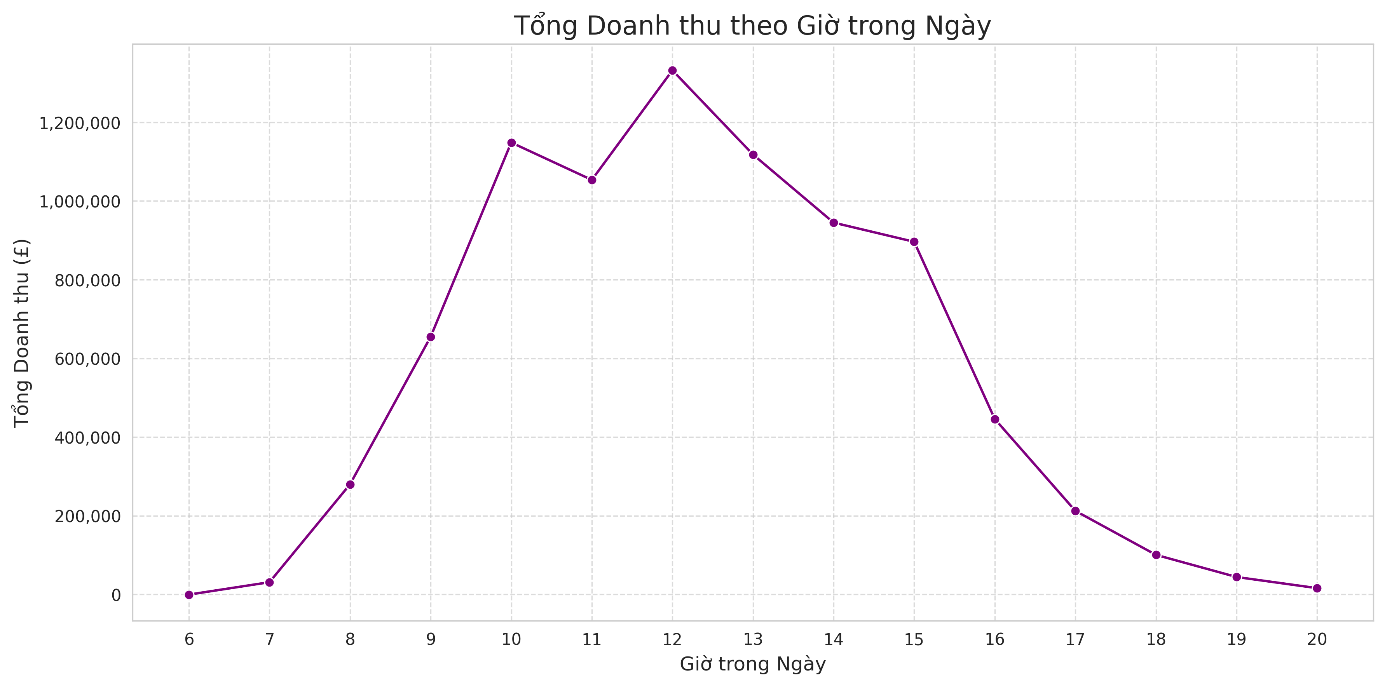 Tổng Doanh thu theo Giờ trong Ngày
Tổng Doanh thu (£)
1,200,000
1,000,000
800,000
600,000
400,000
200,000
0
6 7 8 9 10 11 12 13 14 15 16 17 18 19 20
Giờ trong Ngày